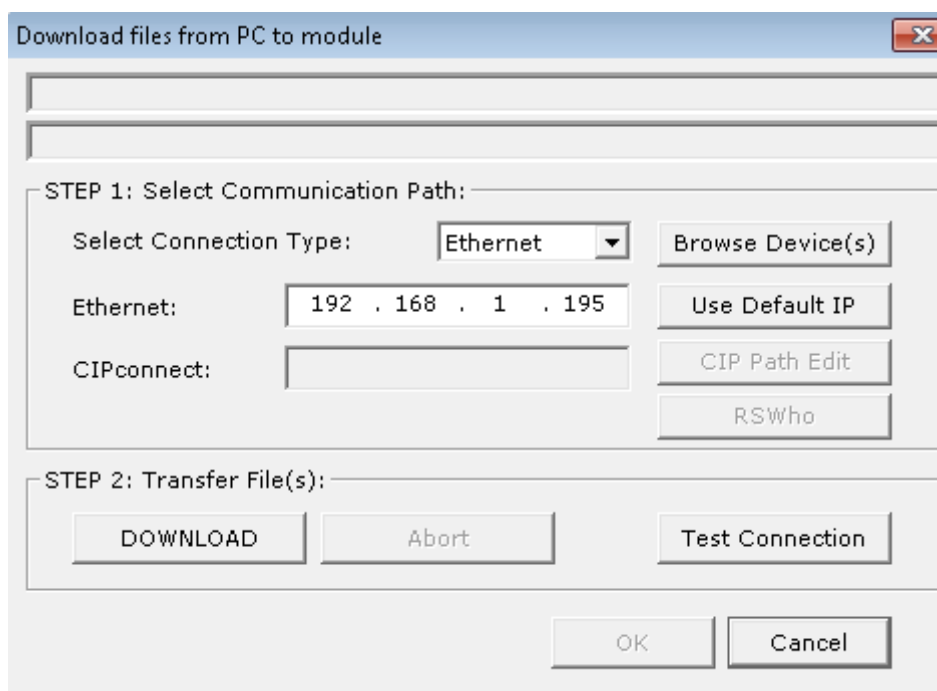 Download files from PC to module
STEP 1: Select Communication Path:
Select Connection Type: Ethernet Browse Device(s)
Ethernet: 192 . 168 . 1 . 195 Use Default IP
CIPconnect: CIP Path Edit
RSWho
STEP 2: Transfer File(s):
DOWNLOAD Abort Test Connection
OK Cancel